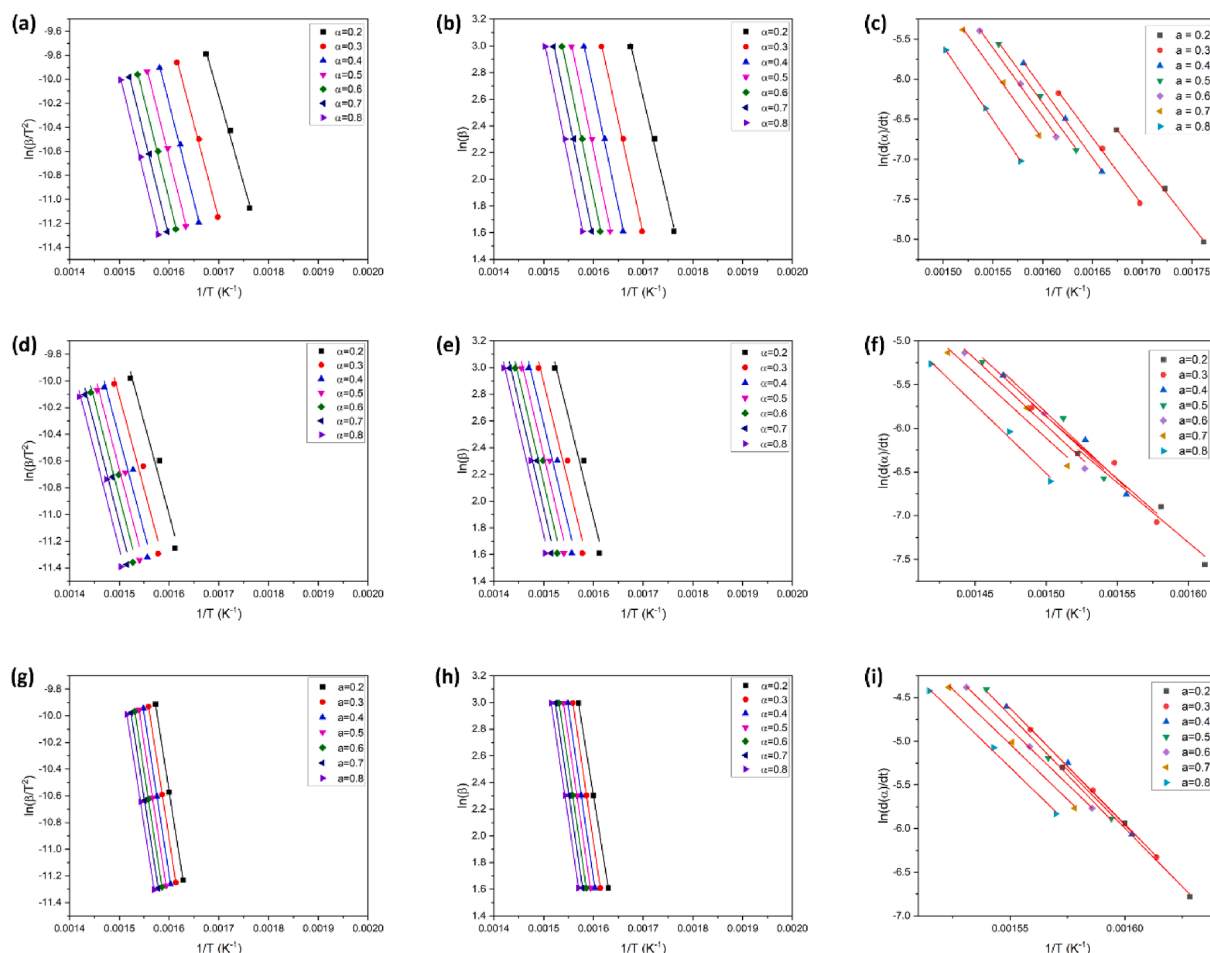 (a)
ln(β/T²)
-9.6
-9.8
-10.0
-10.2
-10.4
-10.6
-10.8
-11.0
-11.2
-11.4
0.0014 0.0015 0.0016 0.0017 0.0018 0.0019 0.0020
1/T (K⁻¹)
α=0.2
α=0.3
α=0.4
α=0.5
α=0.6
α=0.7
α=0.8
(b)
ln(β)
3.2
3.0
2.8
2.6
2.4
2.2
2.0
1.8
1.6
1.4
0.0014 0.0015 0.0016 0.0017 0.0018 0.0019 0.0020
1/T (K⁻¹)
α=0.2
α=0.3
α=0.4
α=0.5
α=0.6
α=0.7
α=0.8
(c)
ln(d(α)/dt)
-5.5
-6.0
-6.5
-7.0
-7.5
-8.0
0.00150 0.00155 0.00160 0.00165 0.00170 0.00175
1/T (K⁻¹)
a = 0.2
a = 0.3
a = 0.4
a = 0.5
a = 0.6
a = 0.7
a = 0.8
(d)
ln(β/T²)
-9.8
-10.0
-10.2
-10.4
-10.6
-10.8
-11.0
-11.2
-11.4
0.0014 0.0015 0.0016 0.0017 0.0018 0.0019 0.0020
1/T (K⁻¹)
α=0.2
α=0.3
α=0.4
α=0.5
α=0.6
α=0.7
α=0.8
(e)
ln(β)
3.2
3.0
2.8
2.6
2.4
2.2
2.0
1.8
1.6
1.4
0.0014 0.0015 0.0016 0.0017 0.0018 0.0019 0.0020
1/T (K⁻¹)
α=0.2
α=0.3
α=0.4
α=0.5
α=0.6
α=0.7
α=0.8
(f)
ln(d(α)/dt)
-5.0
-5.5
-6.0
-6.5
-7.0
-7.5
0.00145 0.00150 0.00155 0.00160
1/T (K⁻¹)
a=0.2
a=0.3
a=0.4
a=0.5
a=0.6
a=0.7
a=0.8
(g)
ln(β/T²)
-9.8
-10.0
-10.2
-10.4
-10.6
-10.8
-11.0
-11.2
-11.4
0.0014 0.0015 0.0016 0.0017 0.0018 0.0019 0.0020
1/T (K⁻¹)
a=0.2
a=0.3
a=0.4
a=0.5
a=0.6
a=0.7
a=0.8
(h)
ln(β)
3.2
3.0
2.8
2.6
2.4
2.2
2.0
1.8
1.6
1.4
0.0014 0.0015 0.0016 0.0017 0.0018 0.0019 0.0020
1/T (K⁻¹)
α=0.2
α=0.3
α=0.4
α=0.5
α=0.6
α=0.7
α=0.8
(i)
ln(d(α)/dt)
-4.5
-5.0
-5.5
-6.0
-6.5
-7.0
0.00155 0.00160
1/T (K⁻¹)
a=0.2
a=0.3
a=0.4
a=0.5
a=0.6
a=0.7
a=0.8